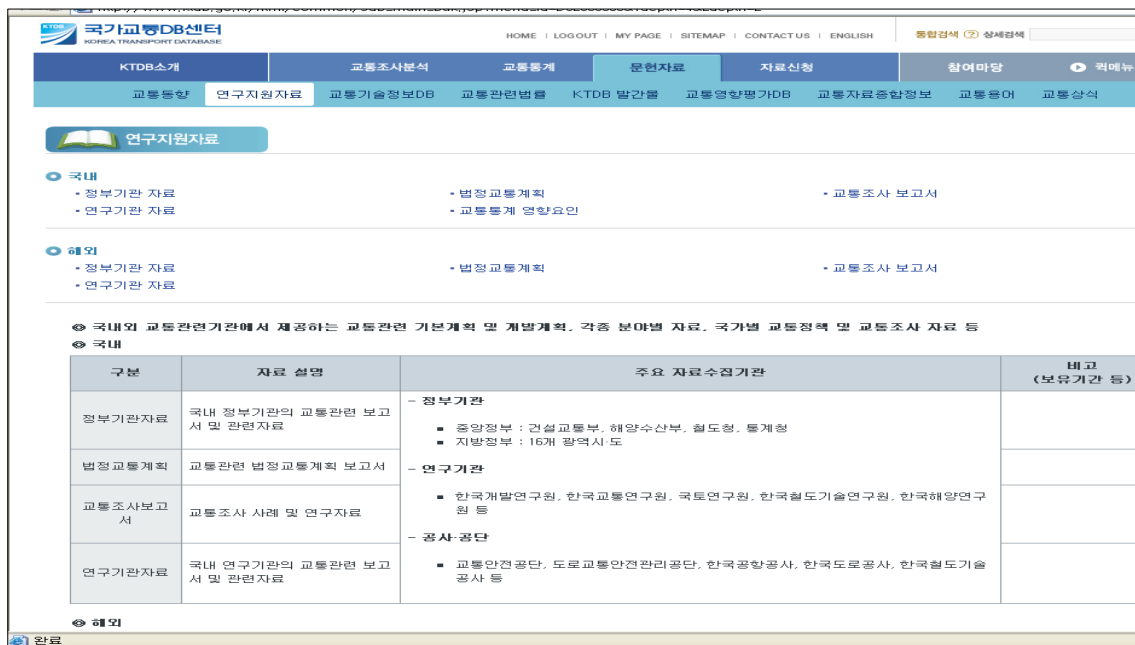 KTDB 국가교통DB센터
KOREA TRANSPORT DATABASE
HOME | LOGOUT | MY PAGE | SITEMAP | CONTACT US | ENGLISH
통합검색 ? 상세검색
KTDB소개 교통조사분석 교통통계 문헌자료 자료신청 참여마당 퀵메뉴
교통동향 연구지원자료 교통기술정보DB 교통관련법률 KTDB 발간물 교통영향평가DB 교통자료종합정보 교통용어 교통상식
연구지원자료
국내
정부기관 자료 법정교통계획 교통조사 보고서
연구기관 자료 교통통계 영향요인
해외
정부기관 자료 법정교통계획 교통조사 보고서
연구기관 자료
국내외 교통관련기관에서 제공하는 교통관련 기본계획 및 개발계획, 각종 분야별 자료, 국가별 교통정책 및 교통조사 자료 등
국내
구분 자료 설명 주요 자료수집기관 비고
(보유기간 등)
정부기관자료
국내 정부기관의 교통관련 보고
서 및 관련자료
법정교통계획
교통관련 법정교통계획 보고서
교통조사보고
서
교통조사 사례 및 연구자료
연구기관자료
국내 연구기관의 교통관련 보고
서 및 관련자료
- 정부기관
중앙정부 : 건설교통부, 해양수산부, 철도청, 통계청
지방정부 : 16개 광역시·도
- 연구기관
한국개발연구원, 한국교통연구원, 국토연구원, 한국철도기술연구원, 한국해양연구
원 등
- 공사·공단
교통안전공단, 도로교통안전관리공단, 한국공항공사, 한국도로공사, 한국철도기술
공사 등
해외
완료